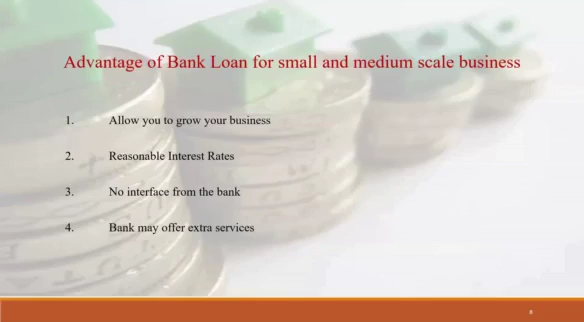 Advantage of Bank Loan for small and medium scale business
1. Allow you to grow your business
2. Reasonable Interest Rates
3. No interface from the bank
4. Bank may offer extra services
8